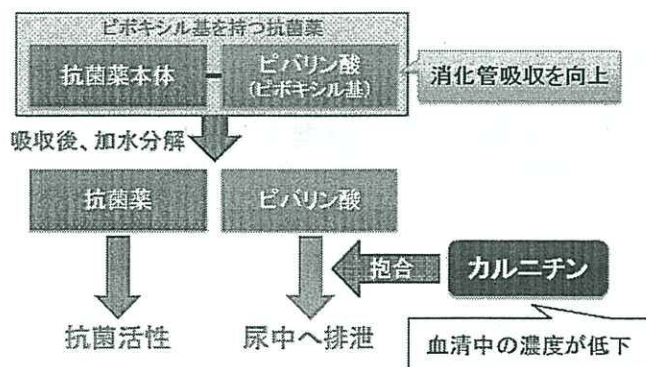 ピボキシル基を持つ抗菌薬
抗菌薬本体
ピバリン酸
(ピボキシル基)
消化管吸収を向上
吸収後、加水分解
抗菌薬
ピバリン酸
抱合
カルニチン
抗菌活性
尿中へ排泄
血清中の濃度が低下